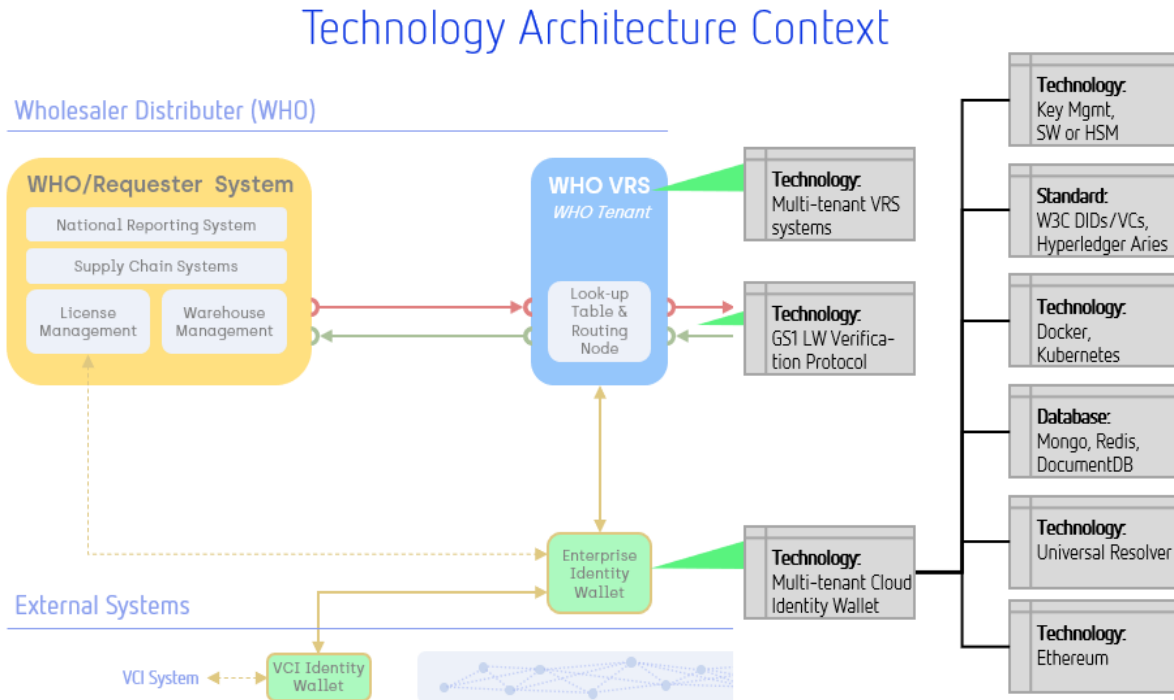 Technology Architecture Context
Wholesaler Distributer (WHO)
WHO/Requester System
National Reporting System
Supply Chain Systems
License
Management
Warehouse
Management
WHO VRS
WHO Tenant
Look-up
Table &
Routing
Node
Technology:
Multi-tenant VRS
systems
Technology:
GS1 LW Verifica-
tion Protocol
Enterprise
Identity
Wallet
Technology:
Multi-tenant Cloud
Identity Wallet
External Systems
VCI System
VCI Identity
Wallet
Technology:
Key Mgmt,
SW or HSM
Standard:
W3C DIDs/VCs,
Hyperledger Aries
Technology:
Docker,
Kubernetes
Database:
Mongo, Redis,
DocumentDB
Technology:
Universal Resolver
Technology:
Ethereum